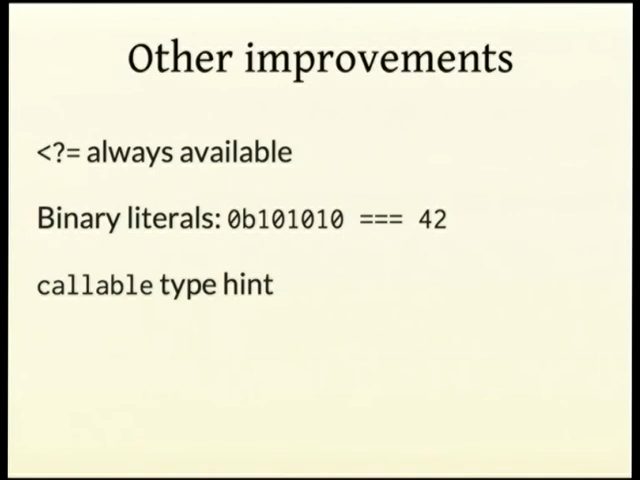 Other improvements
<?= always available
Binary literals: 0b101010 === 42
callable type hint